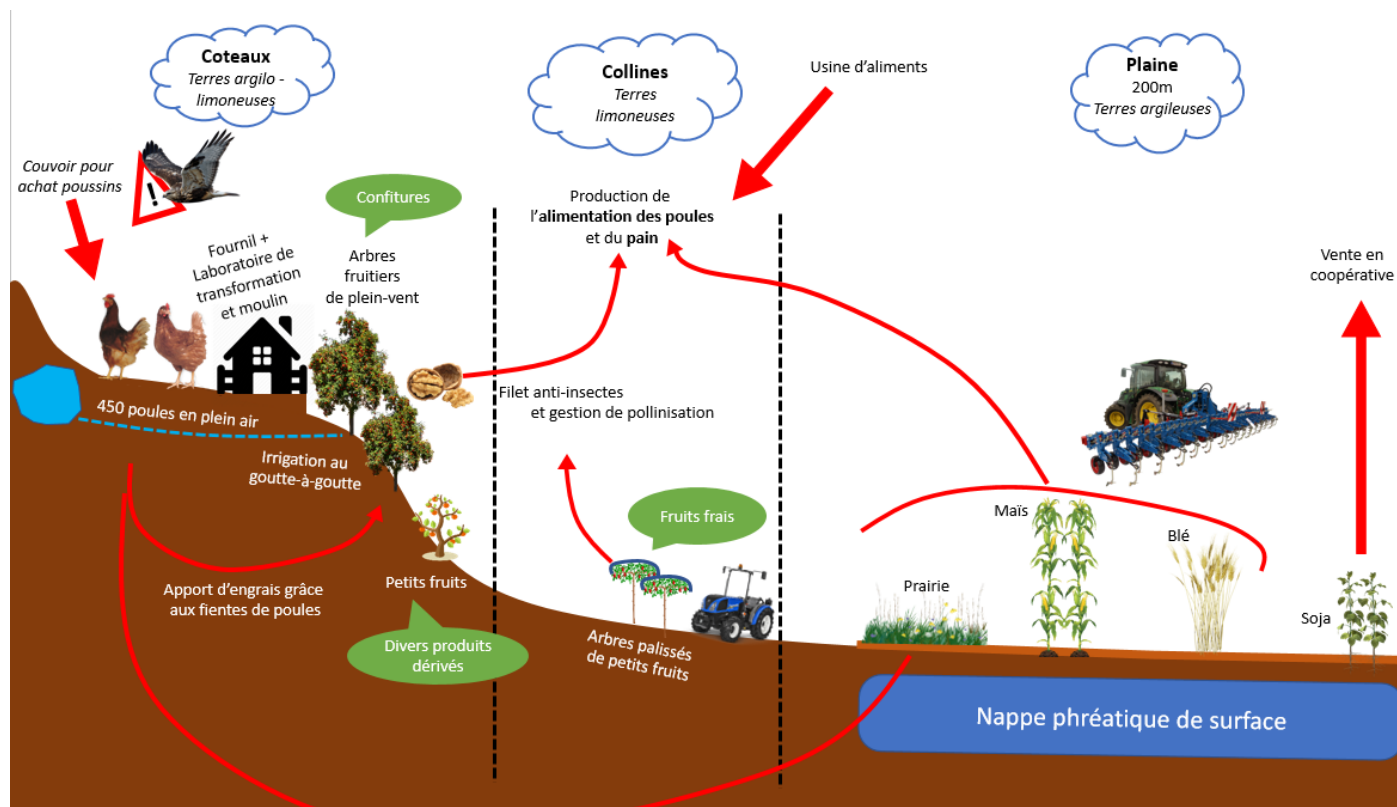 Coteaux
Terres argilo -
limoneuses
Couvoir pour
achat poussins
!
Confitures
Fournil +
Laboratoire de
transformation
et moulin
Arbres
fruitiers
de plein-vent
450 poules en plein air
Irrigation au
goutte-à-goutte
Apport d'engrais grâce
aux fientes de poules
Petits fruits
Divers produits
dérivés
Collines
Terres
limoneuses
Usine d'aliments
Production de
l'alimentation des poules
et du pain
Filet anti-insectes
et gestion de pollinisation
Fruits frais
Arbres palissés
de petits fruits
Plaine
200m
Terres argileuses
Vente en
coopérative
Maïs
Blé
Prairie
Soja
Nappe phréatique de surface